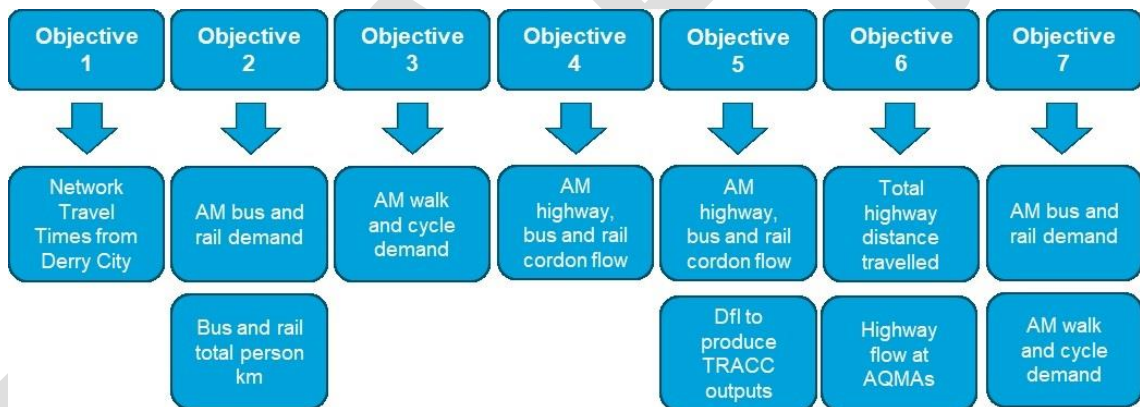 Objective
1
Objective
2
Objective
3
Objective
4
Objective
5
Objective
6
Objective
7
Network
Travel
Times from
Derry City
AM bus and
rail demand
AM walk
and cycle
demand
AM
highway,
bus and rail
cordon flow
AM
highway,
bus and rail
cordon flow
Total
highway
distance
travelled
AM bus and
rail demand
Bus and rail
total person
km
DfI to
produce
TRACC
outputs
Highway
flow at
AQMAs
AM walk
and cycle
demand